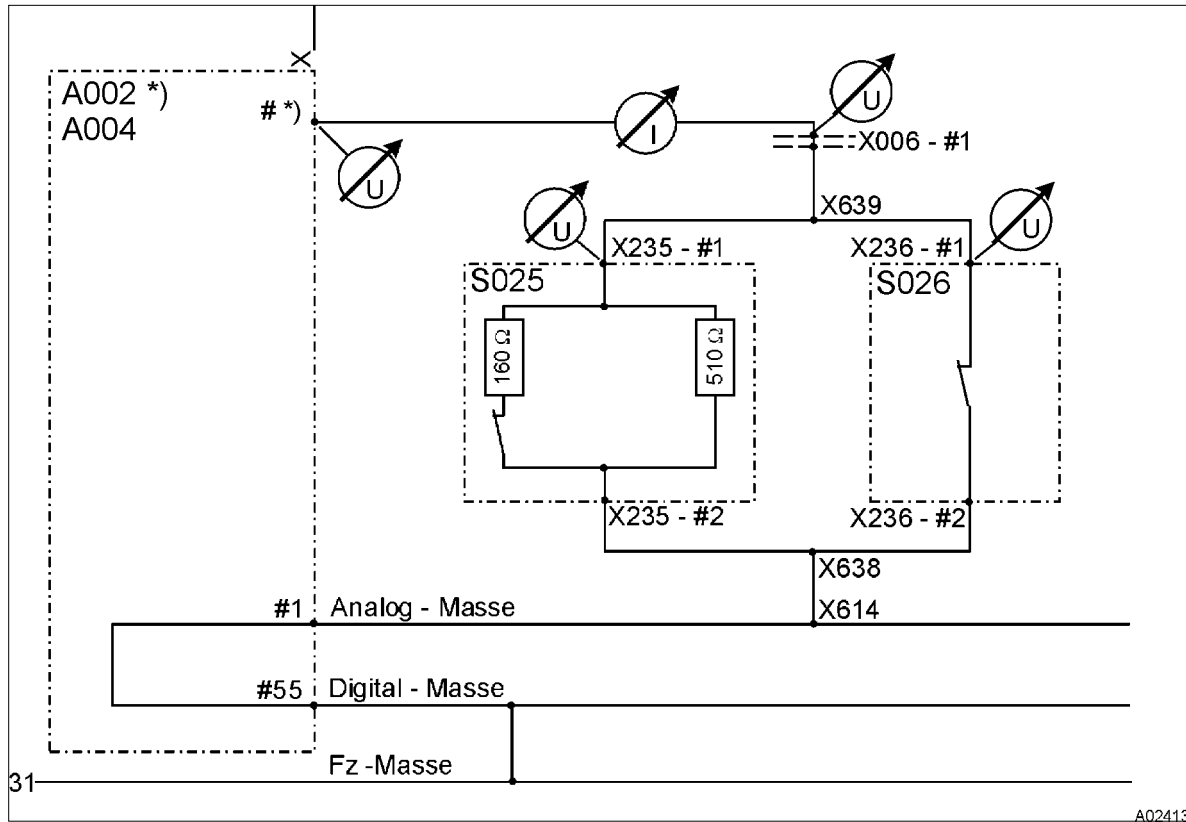 X
A002 *)
A004
# *)
I
U
U
X006 - #1
X639
U
U
X235 - #1
X236 - #1
S025
S026
160 Ω
510 Ω
X235 - #2
X236 - #2
X638
X614
#1
Analog - Masse
#55
Digital - Masse
Fz -Masse
31
A02413